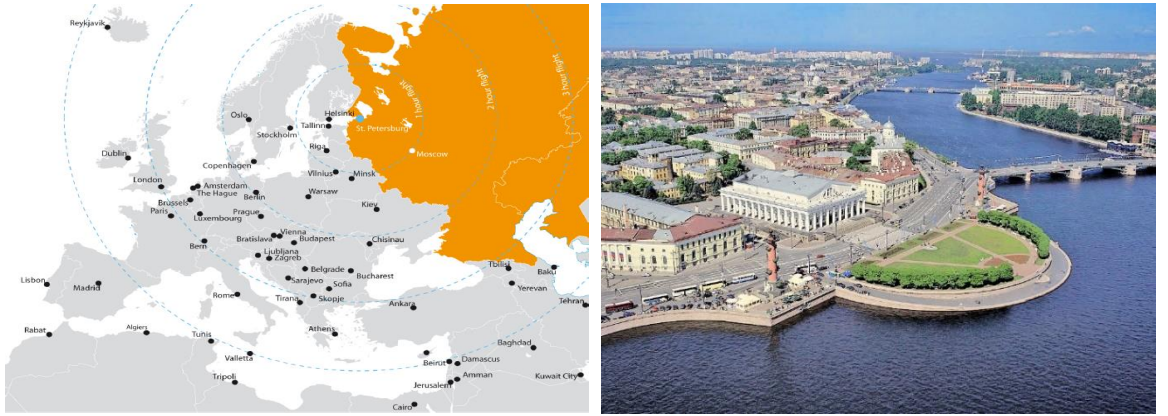 Reykjavik
1 hour flight
2 hour flight
3 hour flight
Oslo
Helsinki
Stockholm
Tallinn
St. Petersburg
Riga
Moscow
Dublin
Copenhagen
Vilnius
Minsk
London
Amsterdam
The Hague
Berlin
Warsaw
Brussels
Paris
Luxembourg
Prague
Kiev
Bern
Bratislava
Vienna
Budapest
Chisinau
Ljubljana
Zagreb
Belgrade
Bucharest
Tbilisi
Baku
Lisbon
Madrid
Sarajevo
Sofia
Yerevan
Rome
Tirana
Skopje
Ankara
Tehran
Rabat
Algiers
Tunis
Athens
Valletta
Baghdad
Beirut
Damascus
Tripoli
Amman
Jerusalem
Kuwait City
Cairo